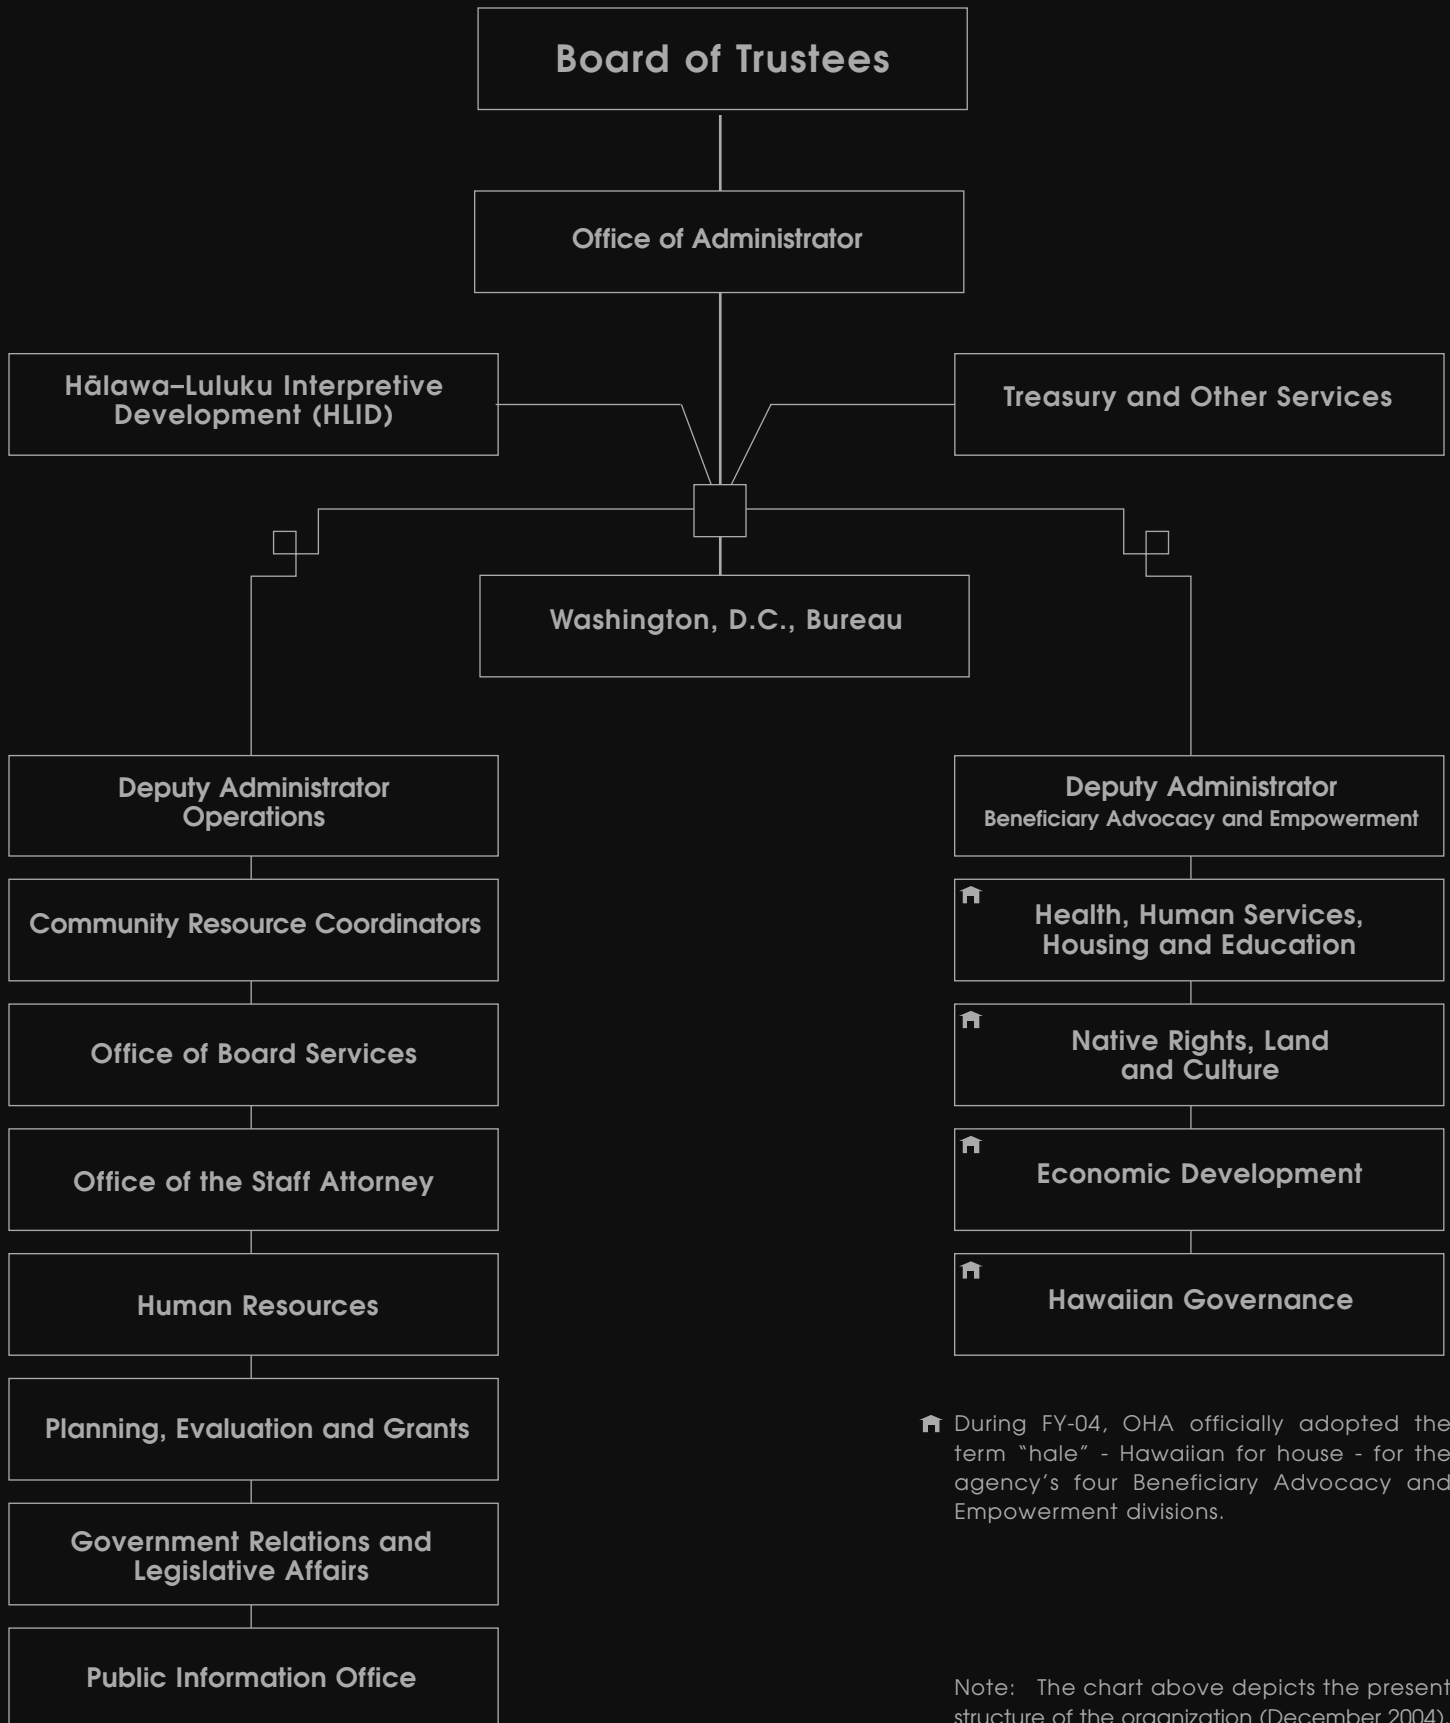 Board of Trustees
Office of Administrator
Hālawa–Luluku Interpretive
Development (HLID)
Treasury and Other Services
Washington, D.C., Bureau
Deputy Administrator
Operations
Community Resource Coordinators
Office of Board Services
Office of the Staff Attorney
Human Resources
Planning, Evaluation and Grants
Government Relations and
Legislative Affairs
Public Information Office
Deputy Administrator
Beneficiary Advocacy and Empowerment
Health, Human Services,
Housing and Education
Native Rights, Land
and Culture
Economic Development
Hawaiian Governance
During FY-04, OHA officially adopted the
term “hale” - Hawaiian for house - for the
agency’s four Beneficiary Advocacy and
Empowerment divisions.
Note: The chart above depicts the present
structure of the organization (December 2004)